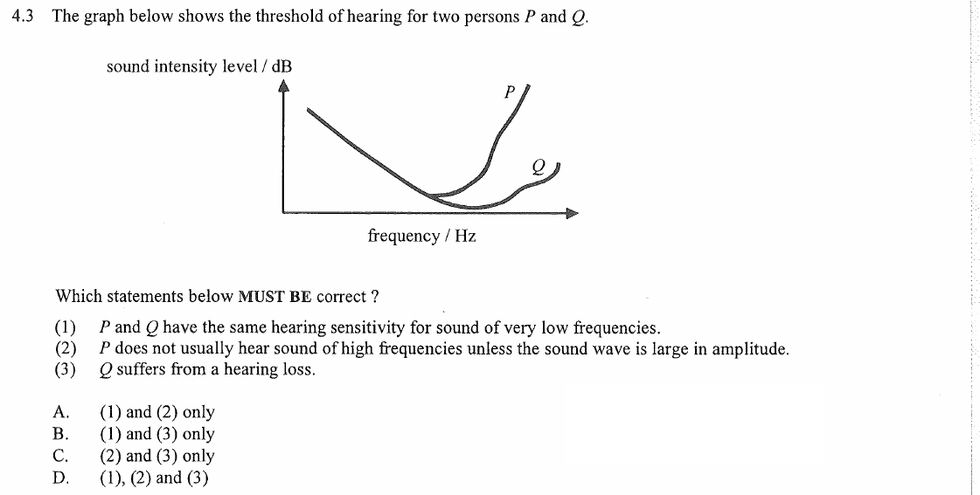 4.3 The graph below shows the threshold of hearing for two persons P and Q.
sound intensity level / dB
P
Q
frequency / Hz
Which statements below MUST BE correct ?
(1) P and Q have the same hearing sensitivity for sound of very low frequencies.
(2) P does not usually hear sound of high frequencies unless the sound wave is large in amplitude.
(3) Q suffers from a hearing loss.
A. (1) and (2) only
B. (1) and (3) only
C. (2) and (3) only
D. (1), (2) and (3)